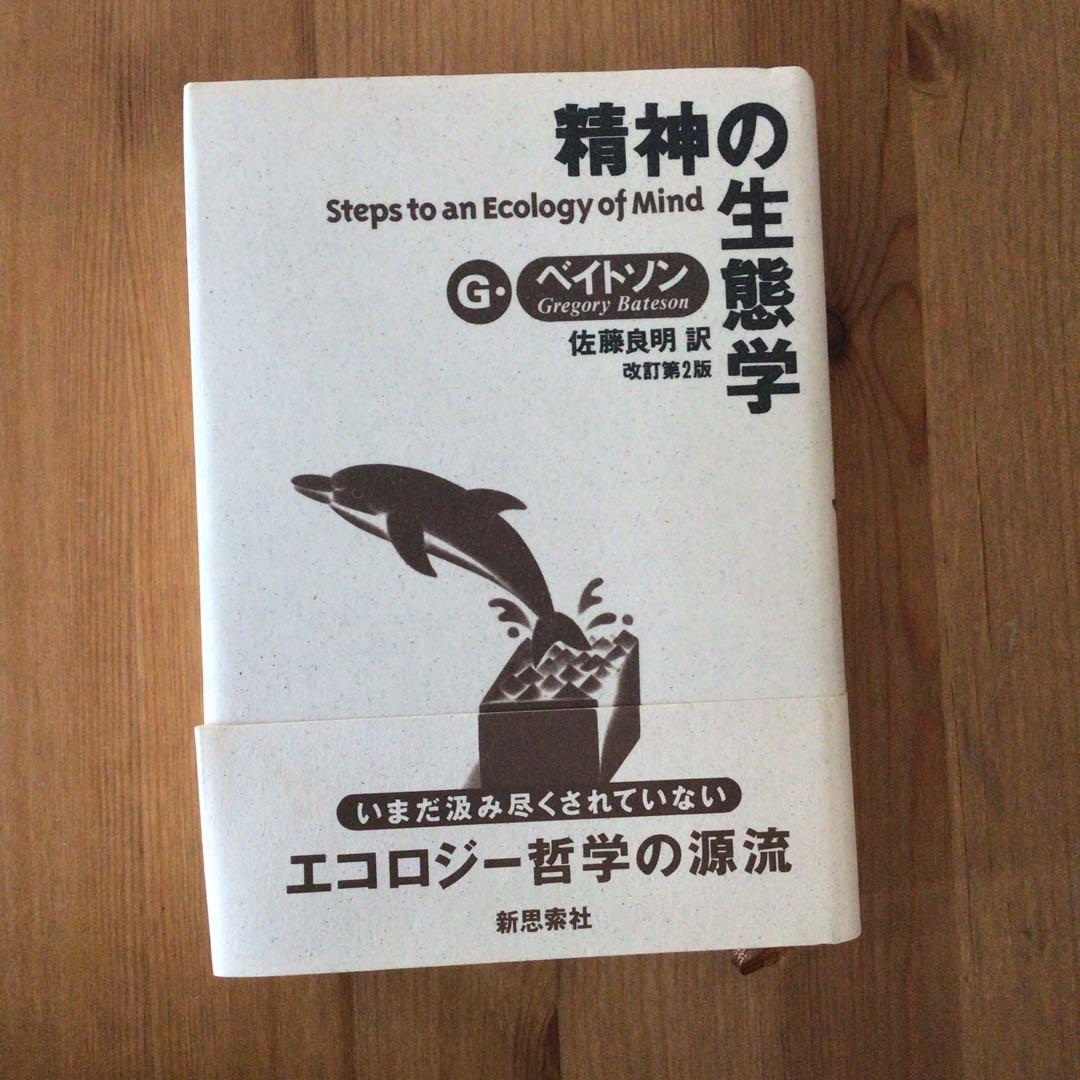 精神の生態学
Steps to an Ecology of Mind
G・ベイトソン
Gregory Bateson
佐藤良明 訳
改訂第2版
いまだ汲み尽くされていない
エコロジー哲学の源流
新思索社